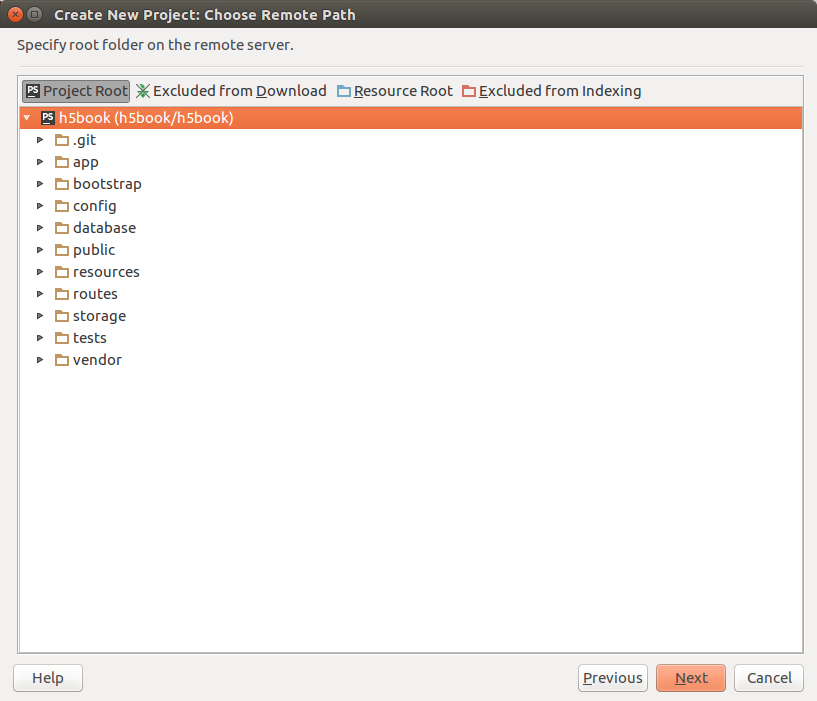 Create New Project: Choose Remote Path
Specify root folder on the remote server.
PS Project Root Excluded from Download Resource Root Excluded from Indexing
PS h5book (h5book/h5book)
.git
app
bootstrap
config
database
public
resources
routes
storage
tests
vendor
Help Previous Next Cancel